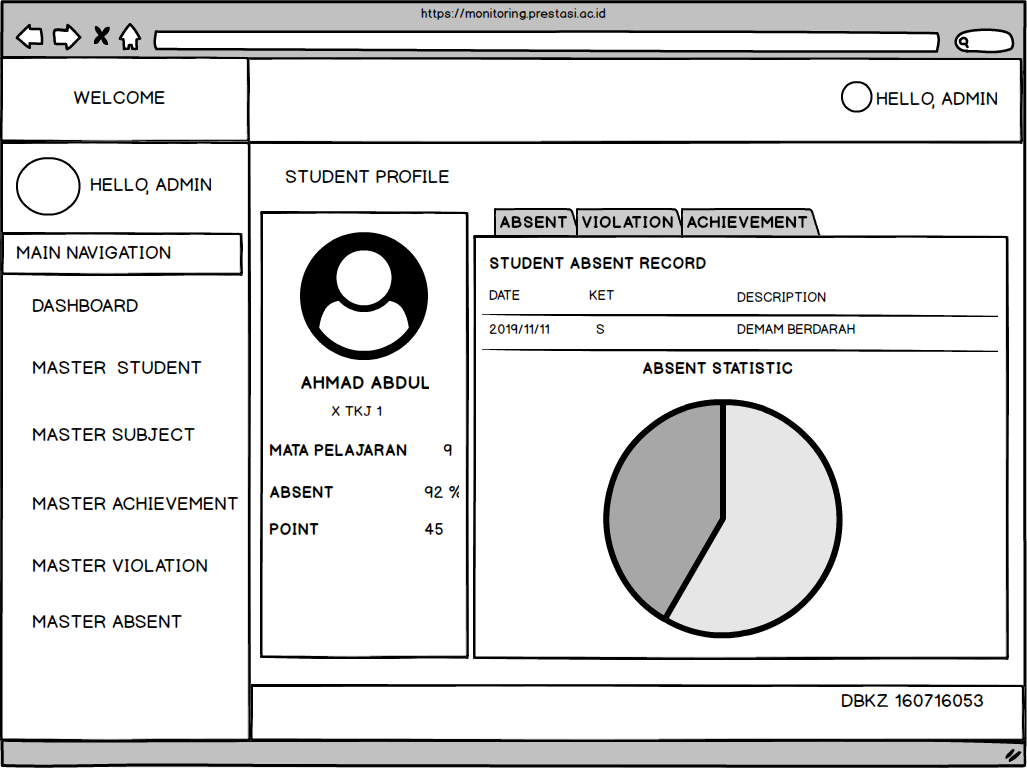 https://monitoring.prestasi.ac.id
WELCOME
HELLO, ADMIN
HELLO, ADMIN
MAIN NAVIGATION
DASHBOARD
MASTER STUDENT
MASTER SUBJECT
MASTER ACHIEVEMENT
MASTER VIOLATION
MASTER ABSENT
STUDENT PROFILE
AHMAD ABDUL
X TKJ 1
MATA PELAJARAN 9
ABSENT 92 %
POINT 45
ABSENT VIOLATION ACHIEVEMENT
STUDENT ABSENT RECORD
DATE KET DESCRIPTION
2019/11/11 S DEMAM BERDARAH
ABSENT STATISTIC
DBKZ 160716053